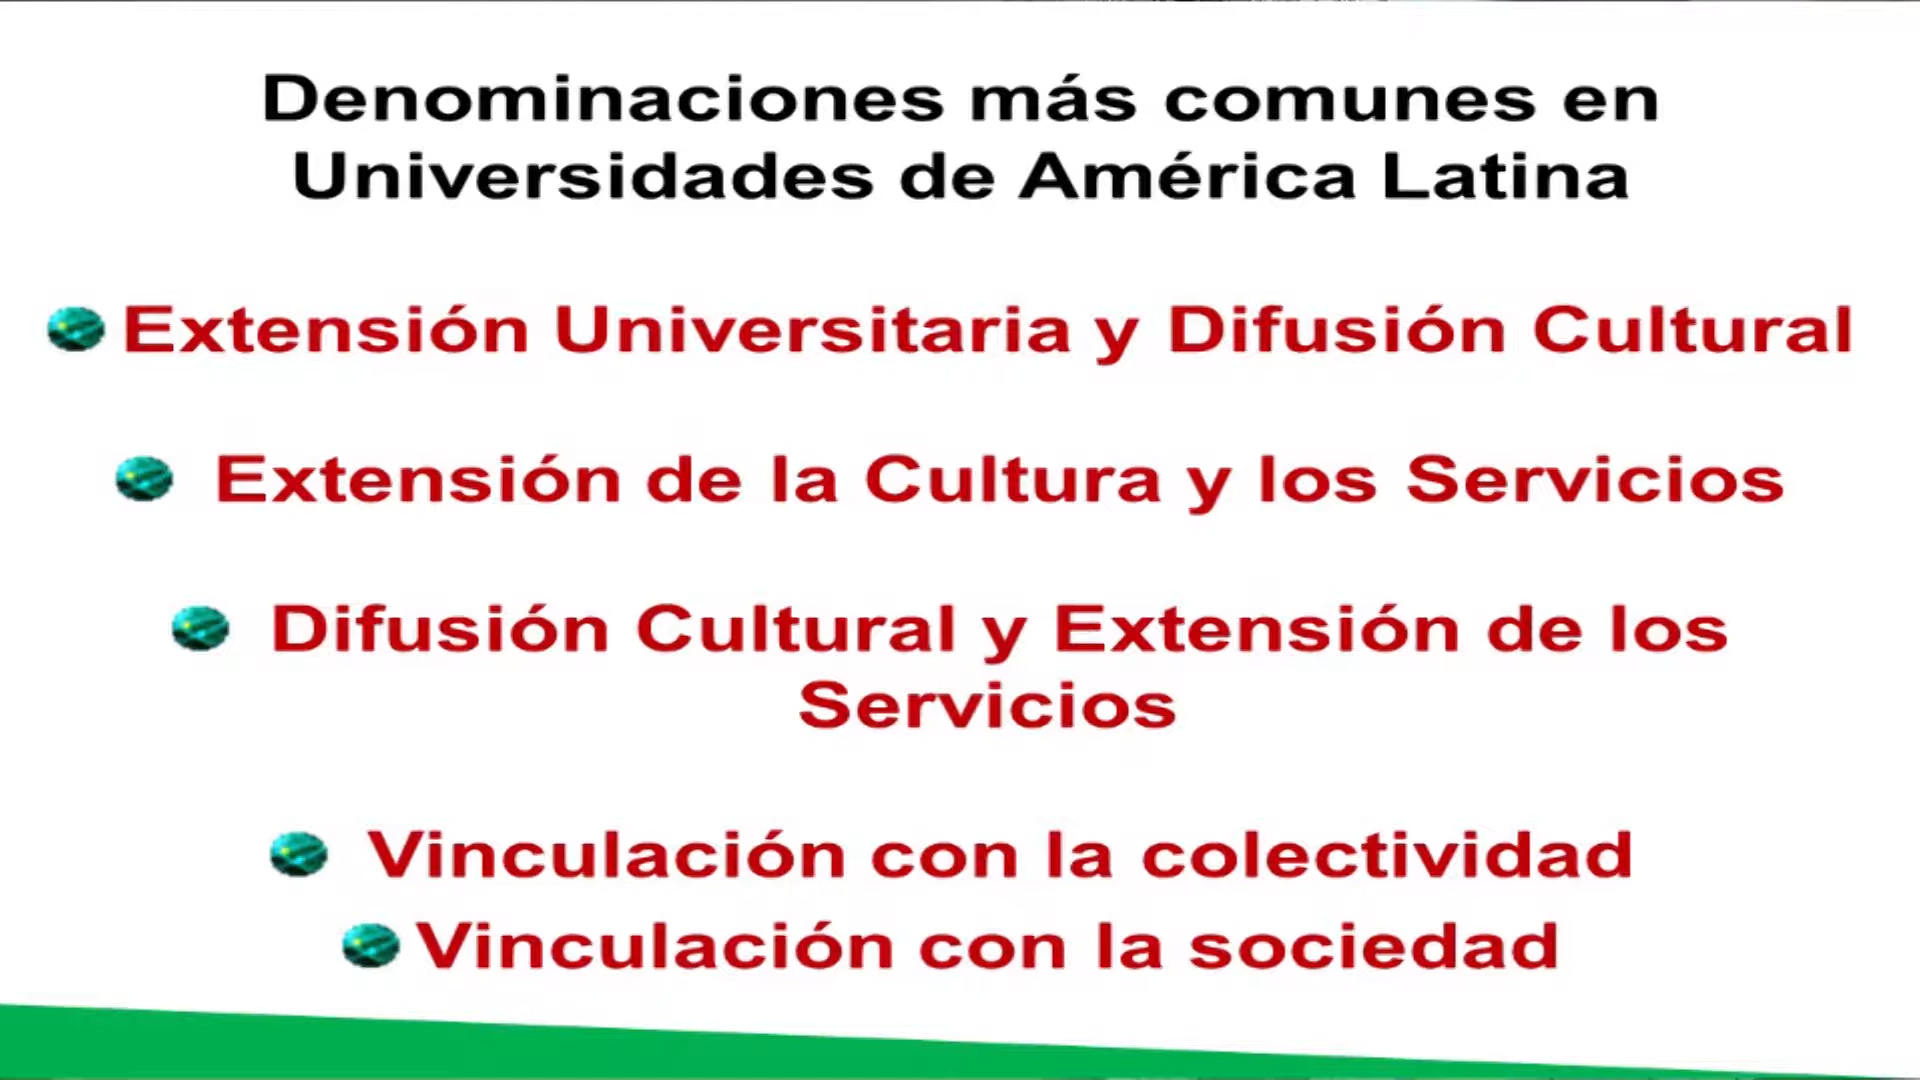 Denominaciones más comunes en
Universidades de América Latina
Extensión Universitaria y Difusión Cultural
Extensión de la Cultura y los Servicios
Difusión Cultural y Extensión de los
Servicios
Vinculación con la colectividad
Vinculación con la sociedad